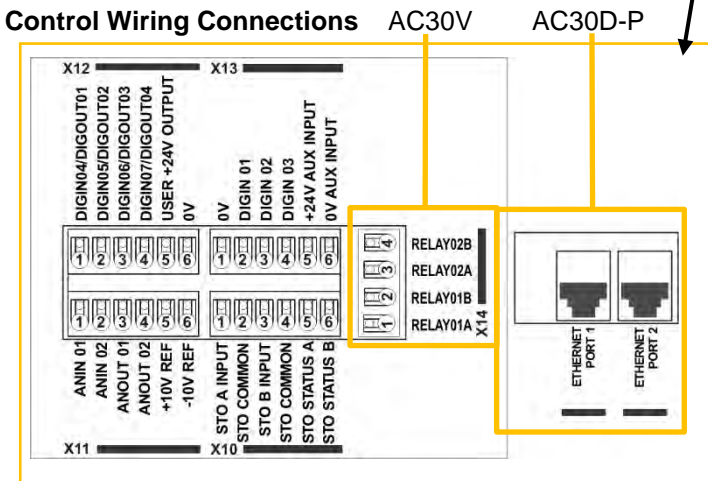 Control Wiring Connections AC30V AC30D-P
X12 X13
DIGIN04/DIGOUT01
DIGIN05/DIGOUT02
DIGIN06/DIGOUT03
DIGIN07/DIGOUT04
USER +24V OUTPUT
0V
0V
DIGIN 01
DIGIN 02
DIGIN 03
+24V AUX INPUT
0V AUX INPUT
1 2 3 4 5 6 1 2 3 4 5 6
1 2 3 4 5 6 1 2 3 4 5 6
4 RELAY02B
3 RELAY02A
2 RELAY01B
1 RELAY01A
X14
ANIN 01
ANIN 02
ANOUT 01
ANOUT 02
+10V REF
-10V REF
STO A INPUT
STO COMMON
STO B INPUT
STO COMMON
STO STATUS A
STO STATUS B
X11 X10
ETHERNET
PORT 1
ETHERNET
PORT 2